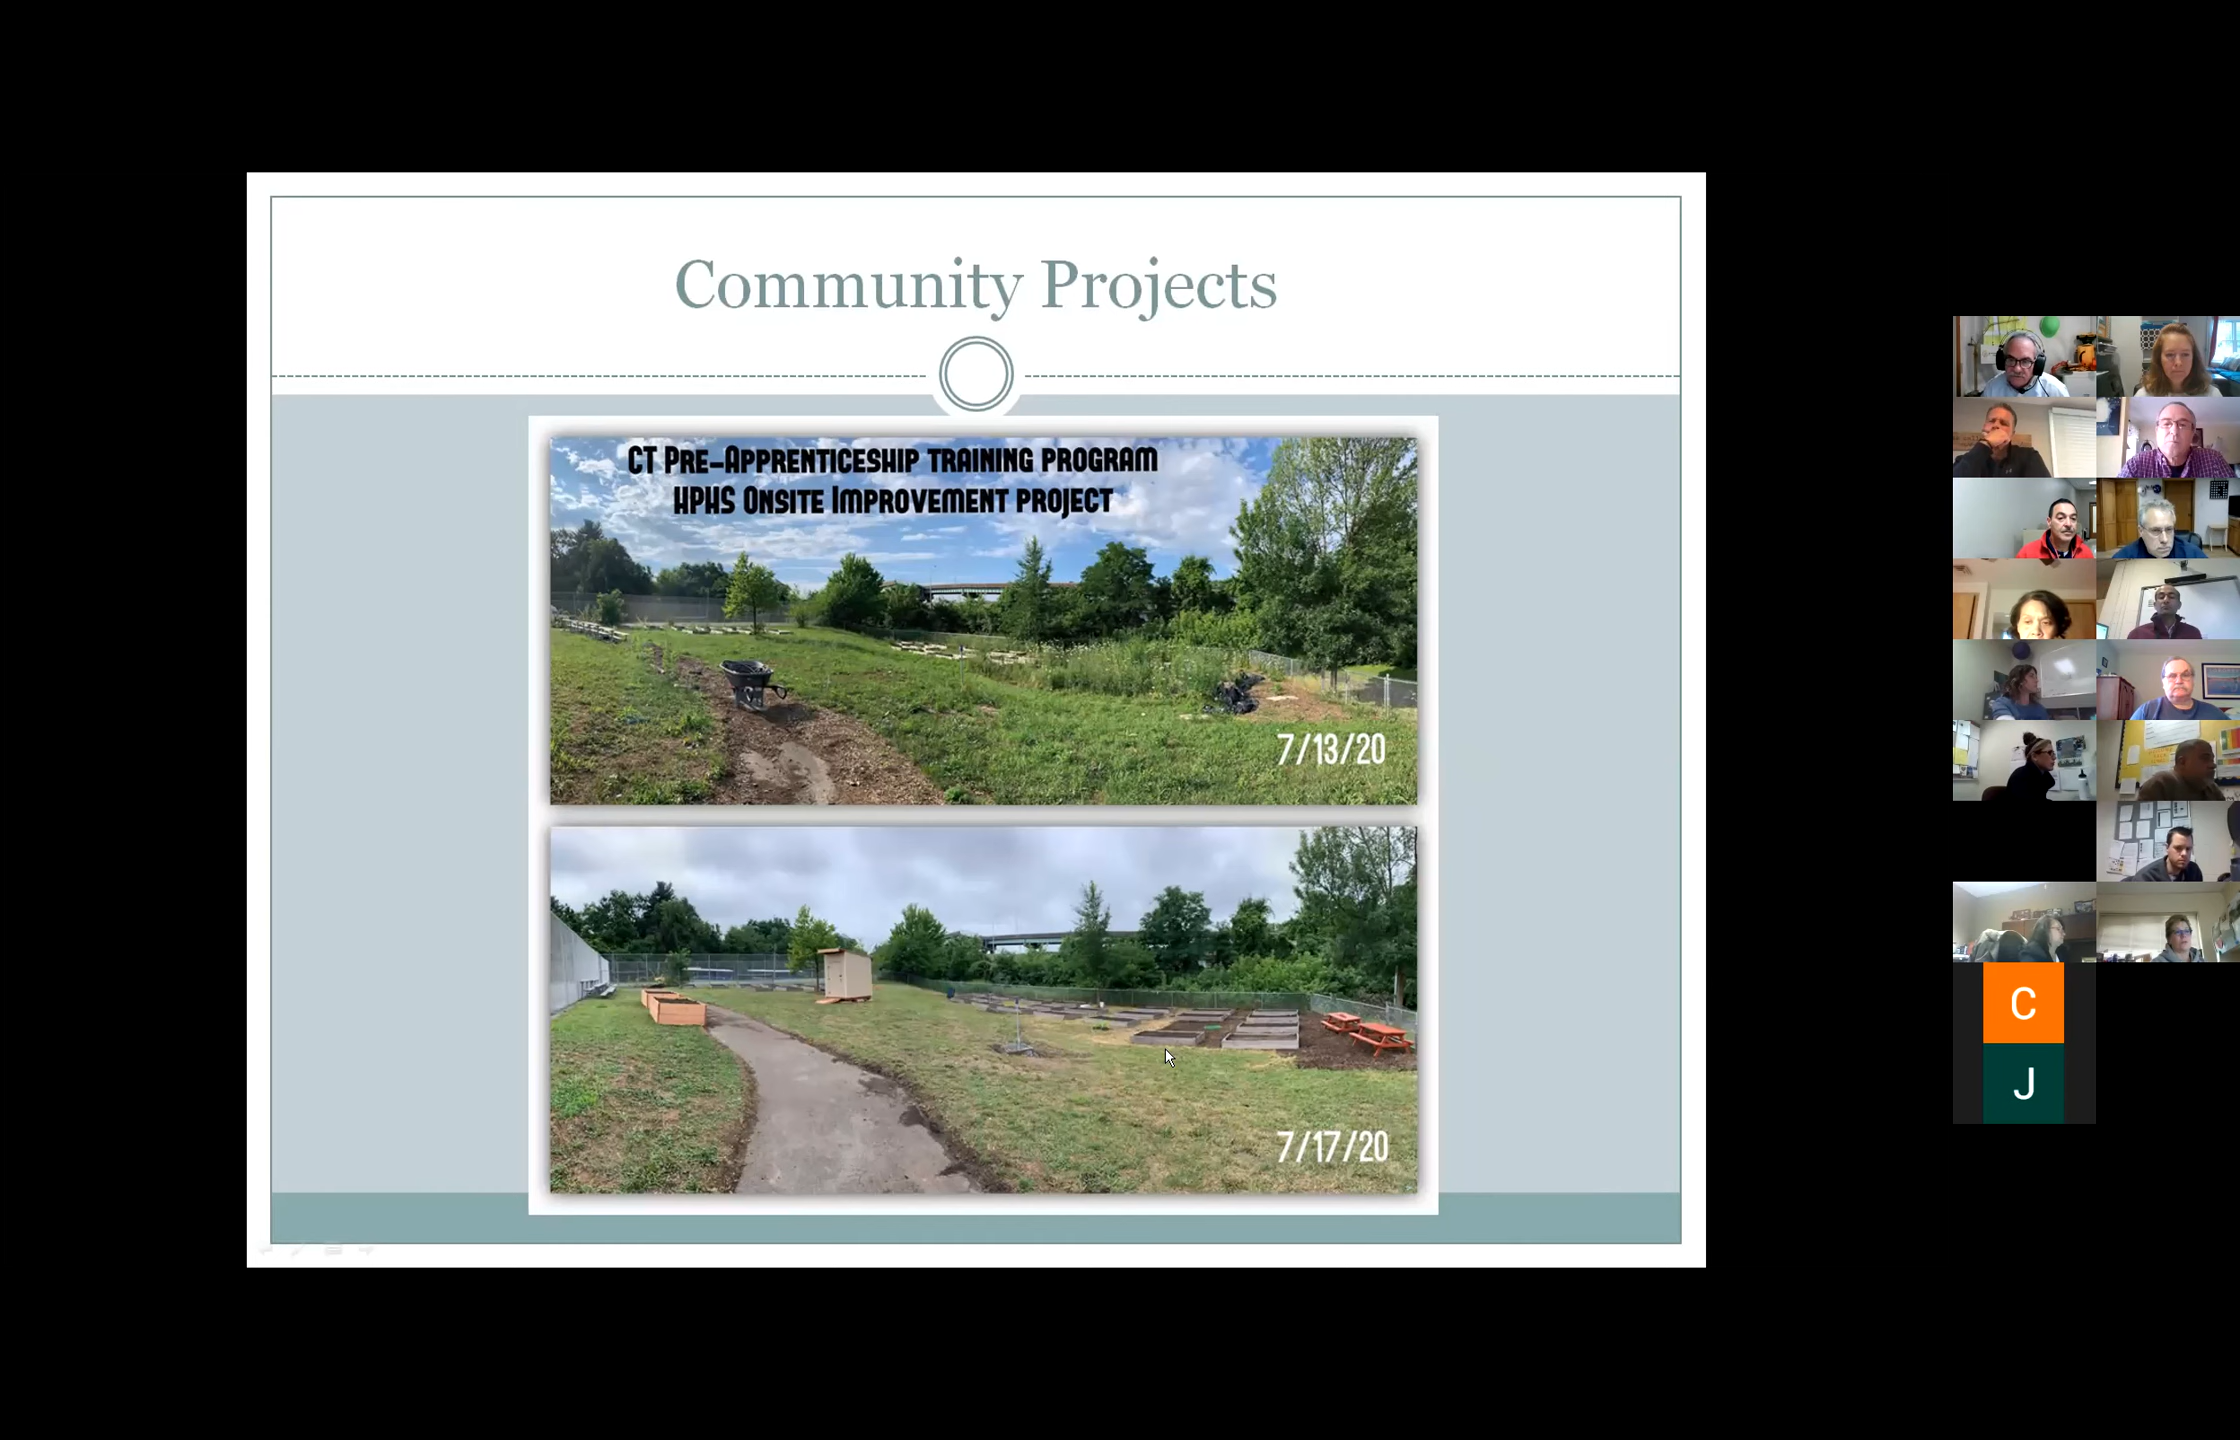 Community Projects
CT Pre-Apprenticeship training program
HPHS Onsite Improvement project
7/13/20
7/17/20
C
J